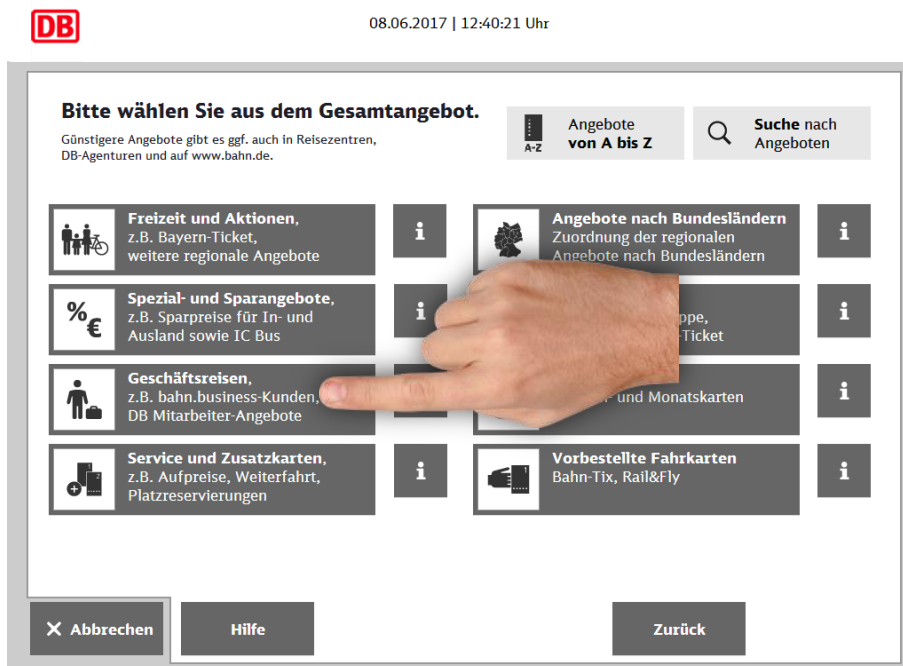 DB
08.06.2017 | 12:40:21 Uhr
Bitte wählen Sie aus dem Gesamtangebot.
Günstigere Angebote gibt es ggf. auch in Reisezentren,
DB-Agenturen und auf www.bahn.de.
A-Z
Angebote
von A bis Z
Suche nach
Angeboten
Freizeit und Aktionen,
z.B. Bayern-Ticket,
weitere regionale Angebote
i
Angebote nach Bundesländern
Zuordnung der regionalen
Angebote nach Bundesländern
i
%
€
Spezial- und Sparangebote,
z.B. Sparpreise für In- und
Ausland sowie IC Bus
i
Ticket
i
Geschäftsreisen,
z.B. bahn.business-Kunden,
DB Mitarbeiter-Angebote
und Monatskarten
i
Service und Zusatzkarten,
z.B. Aufpreise, Weiterfahrt,
Platzreservierungen
i
Vorbestellte Fahrkarten
Bahn-Tix, Rail&Fly
i
Abbrechen
Hilfe
Zurück